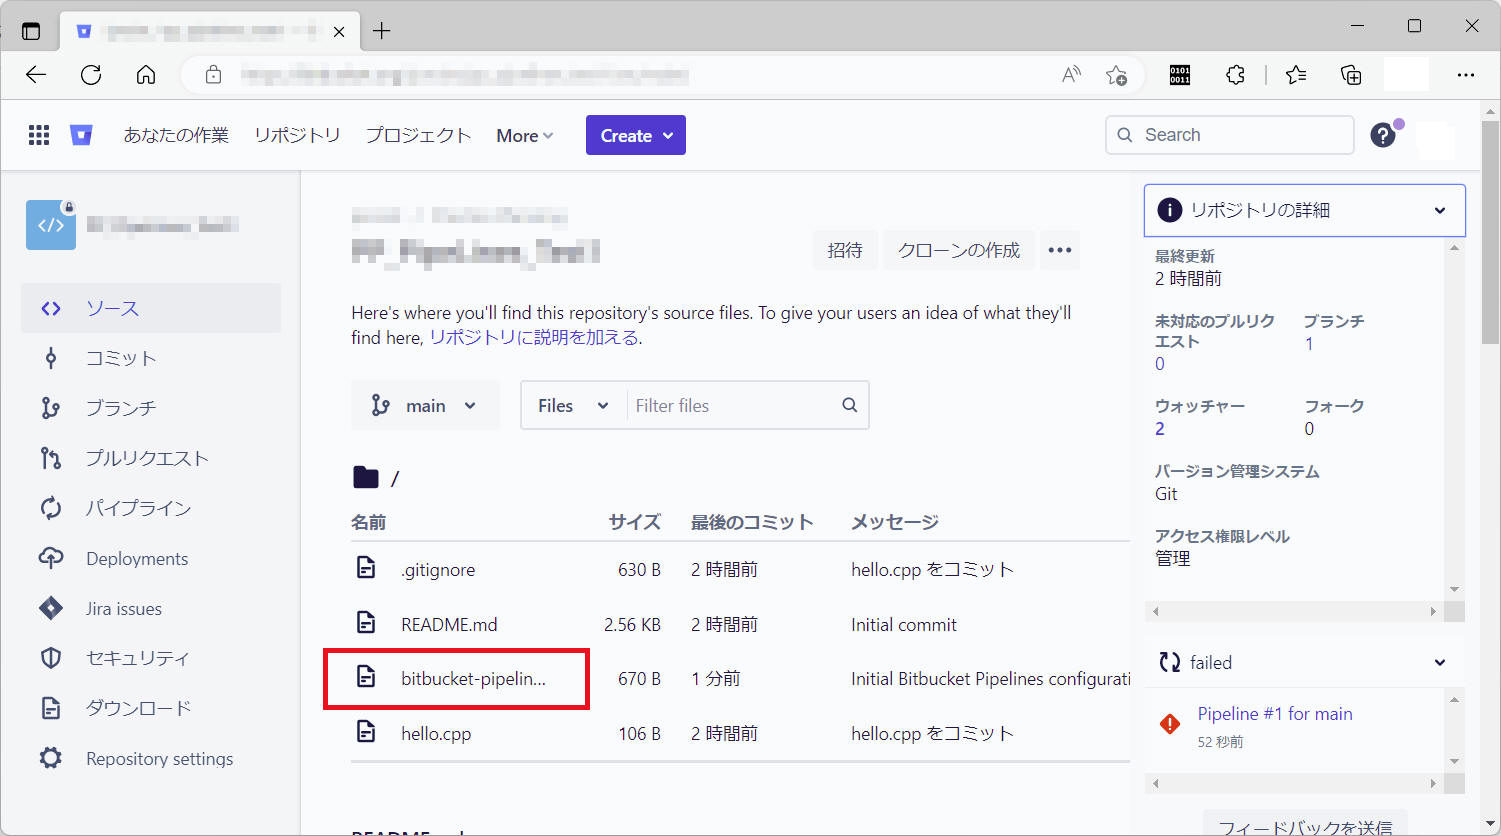 あなたの作業 リポジトリ プロジェクト More Create Search ?
ソース
コミット
ブランチ
プルリクエスト
パイプライン
Deployments
Jira issues
セキュリティ
ダウンロード
Repository settings
招待 クローンの作成
Here's where you'll find this repository's source files. To give your users an idea of what they'll
find here, リポジトリに説明を加える.
main Files Filter files
/
名前 サイズ 最後のコミット メッセージ
.gitignore 630 B 2 時間前 hello.cpp をコミット
README.md 2.56 KB 2 時間前 Initial commit
bitbucket-pipelin... 670 B 1 分前 Initial Bitbucket Pipelines configurati
hello.cpp 106 B 2 時間前 hello.cpp をコミット
リポジトリの詳細
最終更新
2 時間前
未対応のプルリク
エスト
0
ブランチ
1
ウォッチャー
2
フォーク
0
バージョン管理システム
Git
アクセス権限レベル
管理
failed
Pipeline #1 for main
52 秒前
フィードバックを送信